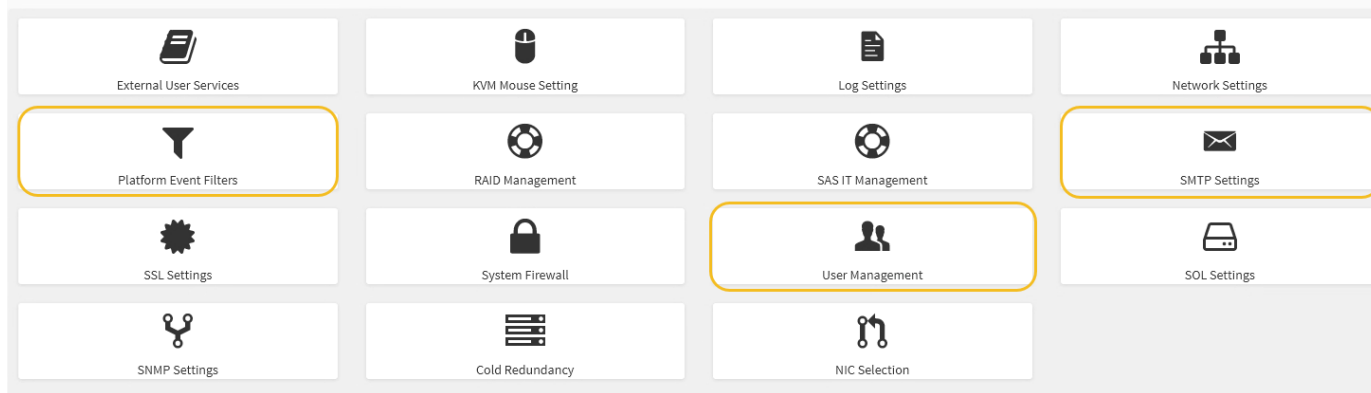 External User Services
KVM Mouse Setting
Log Settings
Network Settings
Platform Event Filters
RAID Management
SAS IT Management
SMTP Settings
SSL Settings
System Firewall
User Management
SOL Settings
SNMP Settings
Cold Redundancy
NIC Selection